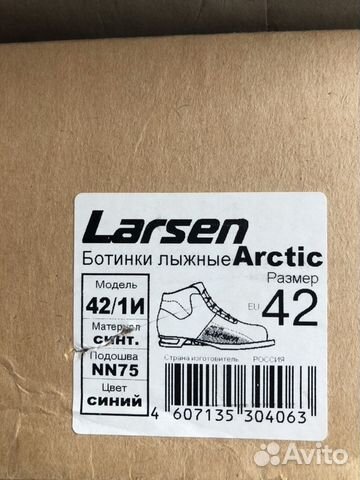 Larsen
Ботинки лыжные Arctic
Модель
42/1И
Материал
синт.
Подошва
NN75
Цвет
синий
Размер
EU 42
Страна изготовитель РОССИЯ
4 607135 304063
Avito